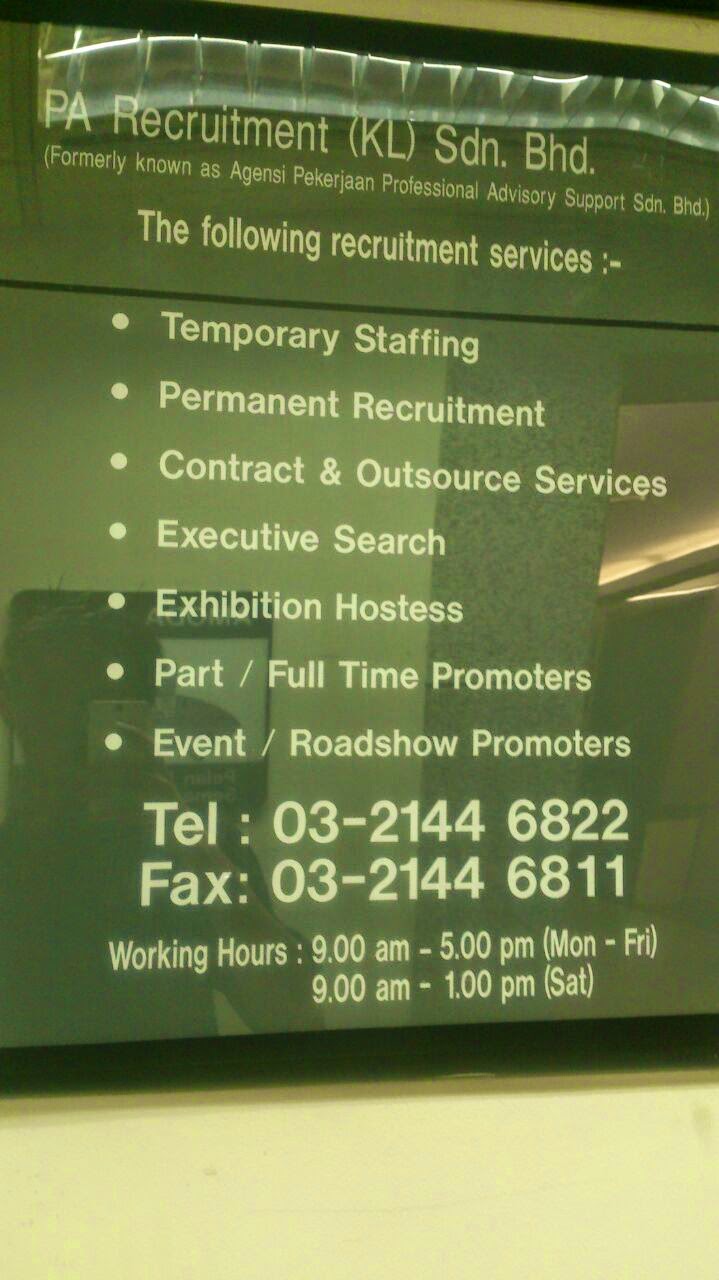 PA Recruitment (KL) Sdn. Bhd.
(Formerly known as Agensi Pekerjaan Professional Advisory Support Sdn. Bhd.)
The following recruitment services :-
• Temporary Staffing
• Permanent Recruitment
• Contract & Outsource Services
• Executive Search
• Exhibition Hostess
• Part / Full Time Promoters
• Event / Roadshow Promoters
Tel : 03-2144 6822
Fax: 03-2144 6811
Working Hours : 9.00 am - 5.00 pm (Mon - Fri)
9.00 am - 1.00 pm (Sat)